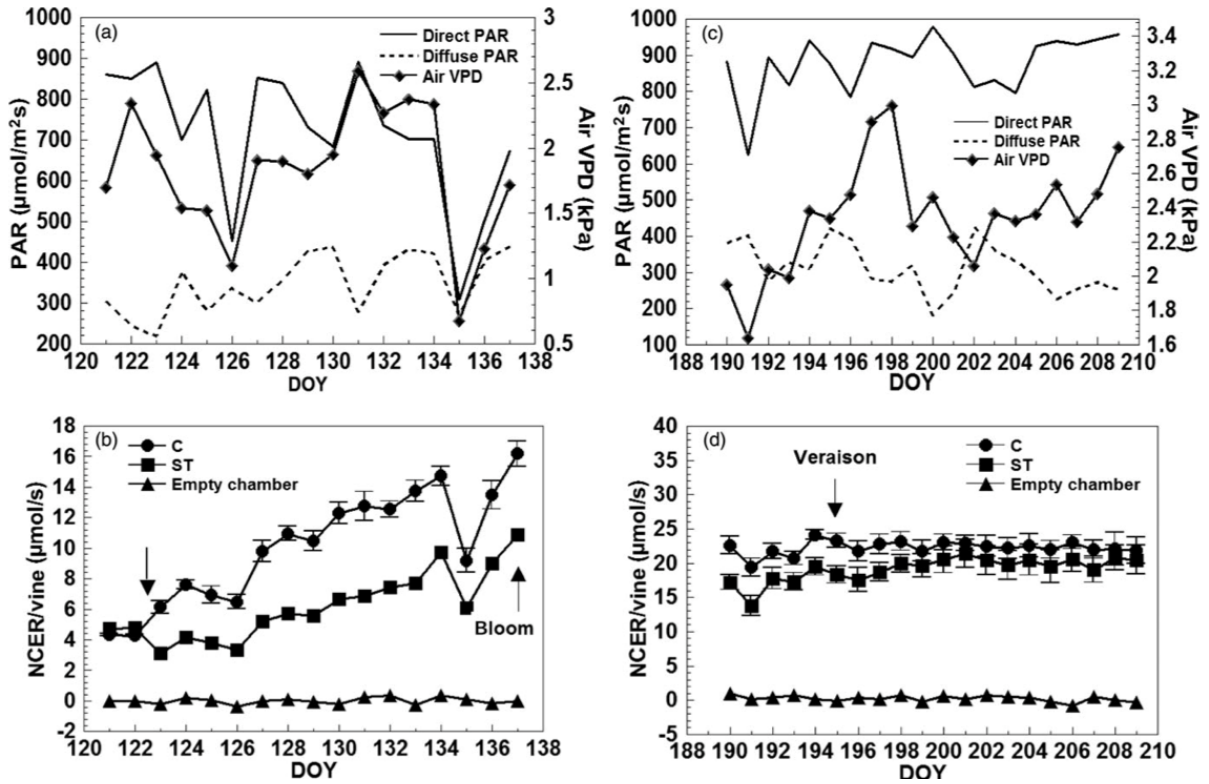 (a)
1000
900
800
700
600
500
400
300
200
PAR (μmol/m²s)
Direct PAR
Diffuse PAR
Air VPD
3
2.5
2
1.5
1
0.5
Air VPD (kPa)
120 122 124 126 128 130 132 134 136 138
DOY
(c)
1000
900
800
700
600
500
400
300
200
100
PAR (μmol/m²s)
Direct PAR
Diffuse PAR
Air VPD
3.4
3.2
3
2.8
2.6
2.4
2.2
2
1.8
1.6
Air VPD (kPa)
188 190 192 194 196 198 200 202 204 206 208 210
DOY
(b)
18
16
14
12
10
8
6
4
2
0
-2
NCER/vine (μmol/s)
C
ST
Empty chamber
Bloom
120 122 124 126 128 130 132 134 136 138
DOY
(d)
40
35
30
25
20
15
10
5
0
-5
NCER/vine (μmol/s)
C
ST
Empty chamber
Veraison
188 190 192 194 196 198 200 202 204 206 208 210
DOY